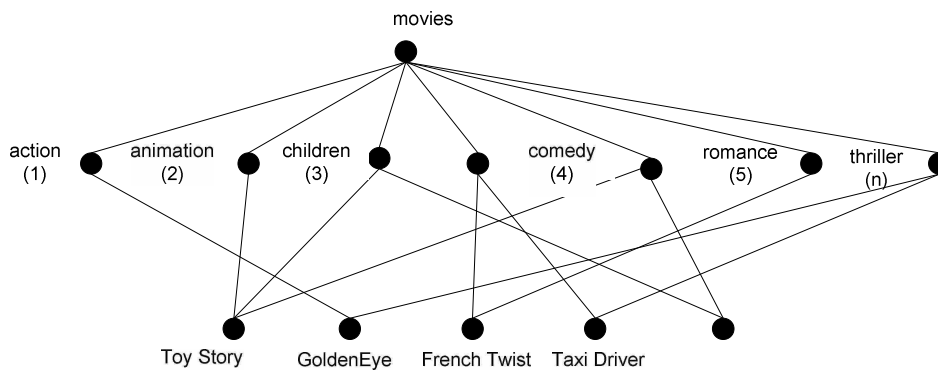 movies
action animation children comedy romance thriller
(1) (2) (3) (4) (5) (n)
Toy Story GoldenEye French Twist Taxi Driver